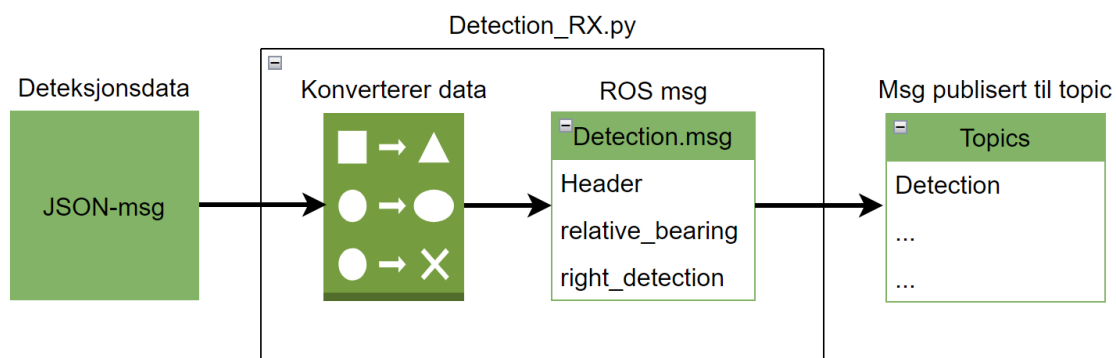 Detection_RX.py
Deteksjonsdata
JSON-msg
Konverterer data
ROS msg
Detection.msg
Header
relative_bearing
right_detection
Msg publisert til topic
Topics
Detection
...
...